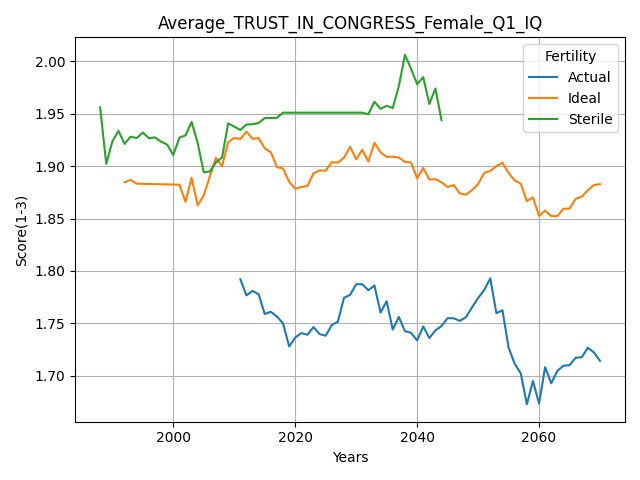 Average_TRUST_IN_CONGRESS_Female_Q1_IQ
Fertility
Actual
Ideal
Sterile
Score(1-3)
2.00
1.95
1.90
1.85
1.80
1.75
1.70
2000 2020 2040 2060
Years